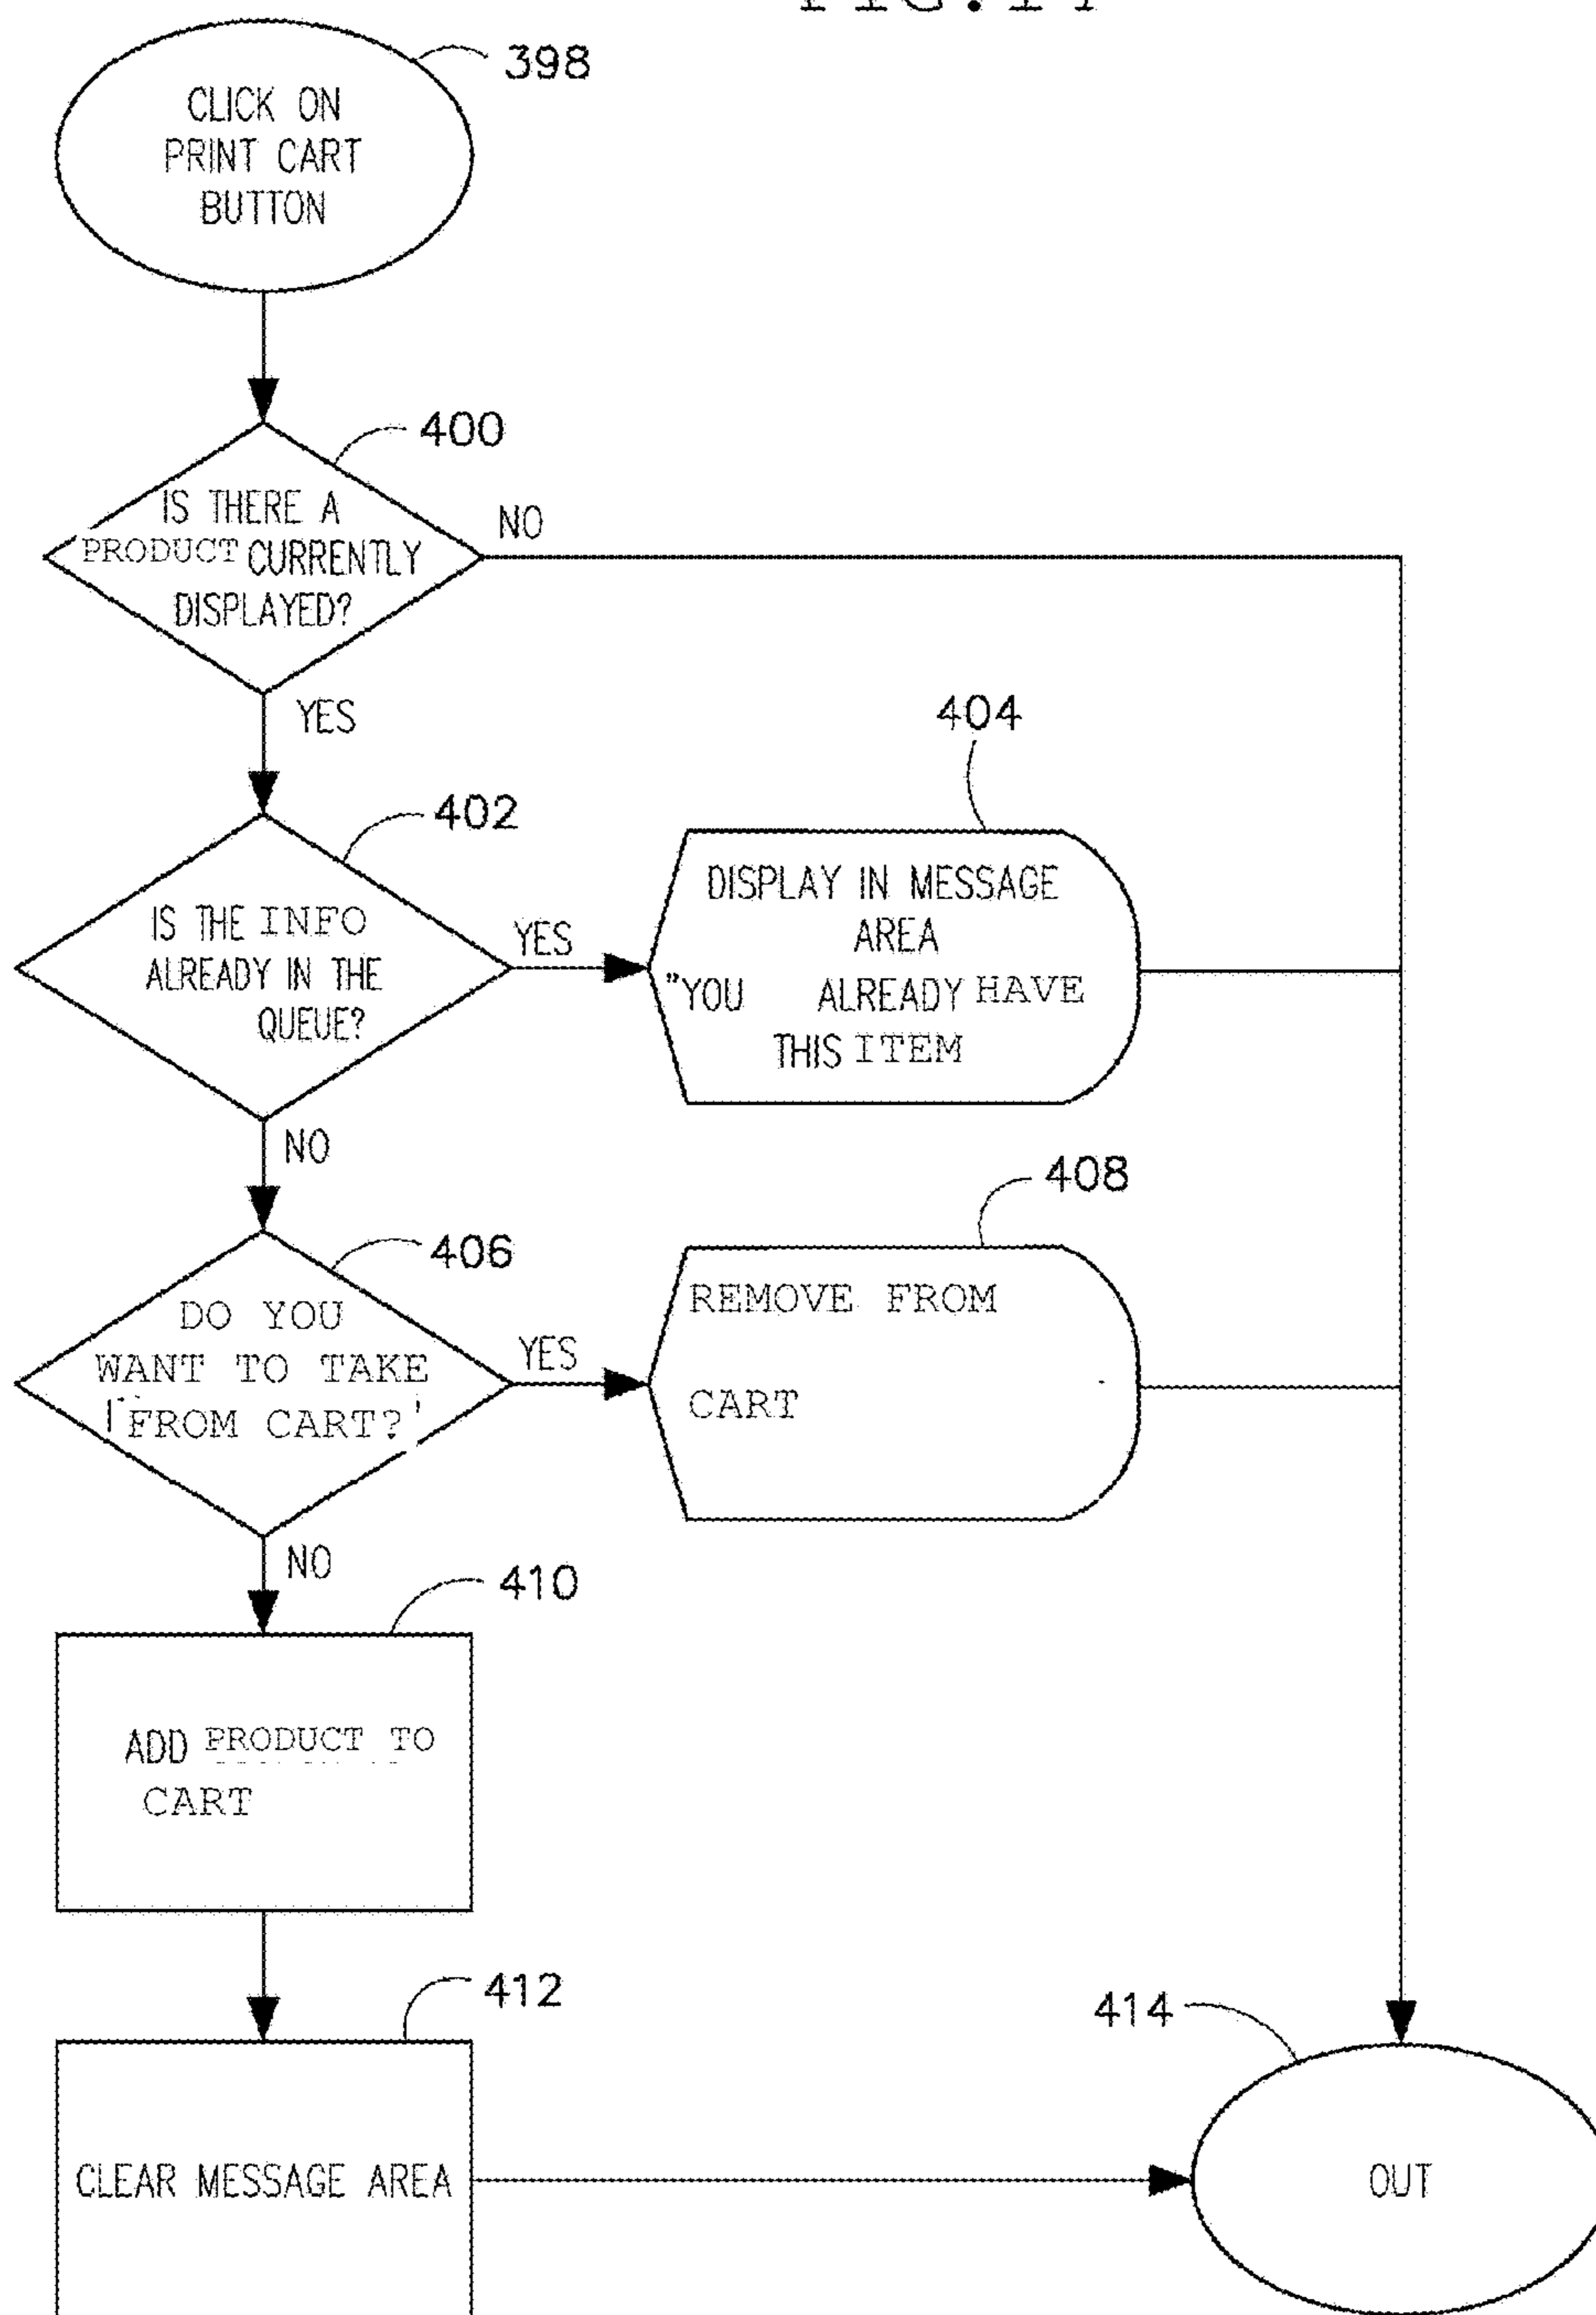 398
CLICK ON
PRINT CART
BUTTON
400
IS THERE A
PRODUCT CURRENTLY
DISPLAYED?
NO
YES
402
IS THE INFO
ALREADY IN THE
QUEUE?
YES
404
DISPLAY IN MESSAGE
AREA
"YOU ALREADY HAVE
THIS ITEM
NO
406
DO YOU
WANT TO TAKE
FROM CART?
YES
408
REMOVE FROM
CART
NO
410
ADD PRODUCT TO
CART
412
CLEAR MESSAGE AREA
414
OUT